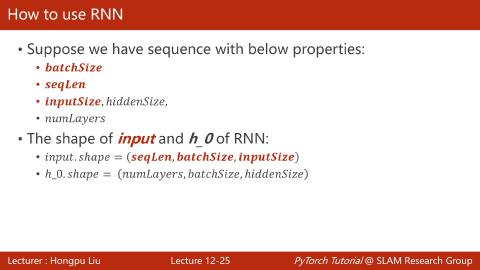 How to use RNN
• Suppose we have sequence with below properties:
• batchSize
• seqLen
• inputSize, hiddenSize,
• numLayers
• The shape of input and h_0 of RNN:
• input.shape = (seqLen, batchSize, inputSize)
• h_0.shape = (numLayers, batchSize, hiddenSize)
Lecturer : Hongpu Liu Lecture 12-25 PyTorch Tutorial @ SLAM Research Group